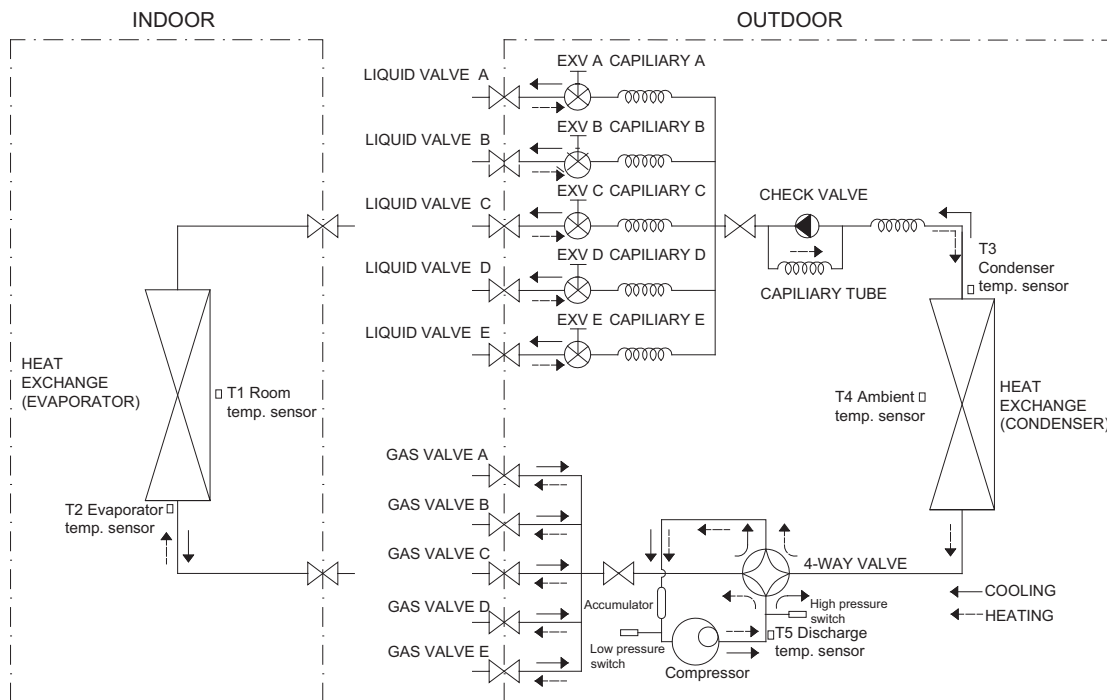 INDOOR
OUTDOOR
LIQUID VALVE A
EXV A CAPILIARY A
LIQUID VALVE B
EXV B CAPILIARY B
LIQUID VALVE C
EXV C CAPILIARY C
LIQUID VALVE D
EXV D CAPILIARY D
LIQUID VALVE E
EXV E CAPILIARY E
CHECK VALVE
CAPILIARY TUBE
T3
Condenser
temp. sensor
HEAT
EXCHANGE
(EVAPORATOR)
T1 Room
temp. sensor
T4 Ambient
temp. sensor
HEAT
EXCHANGE
(CONDENSER)
T2 Evaporator
temp. sensor
GAS VALVE A
GAS VALVE B
GAS VALVE C
GAS VALVE D
GAS VALVE E
4-WAY VALVE
Accumulator
High pressure
switch
Low pressure
switch
T5 Discharge
temp. sensor
Compressor
COOLING
HEATING